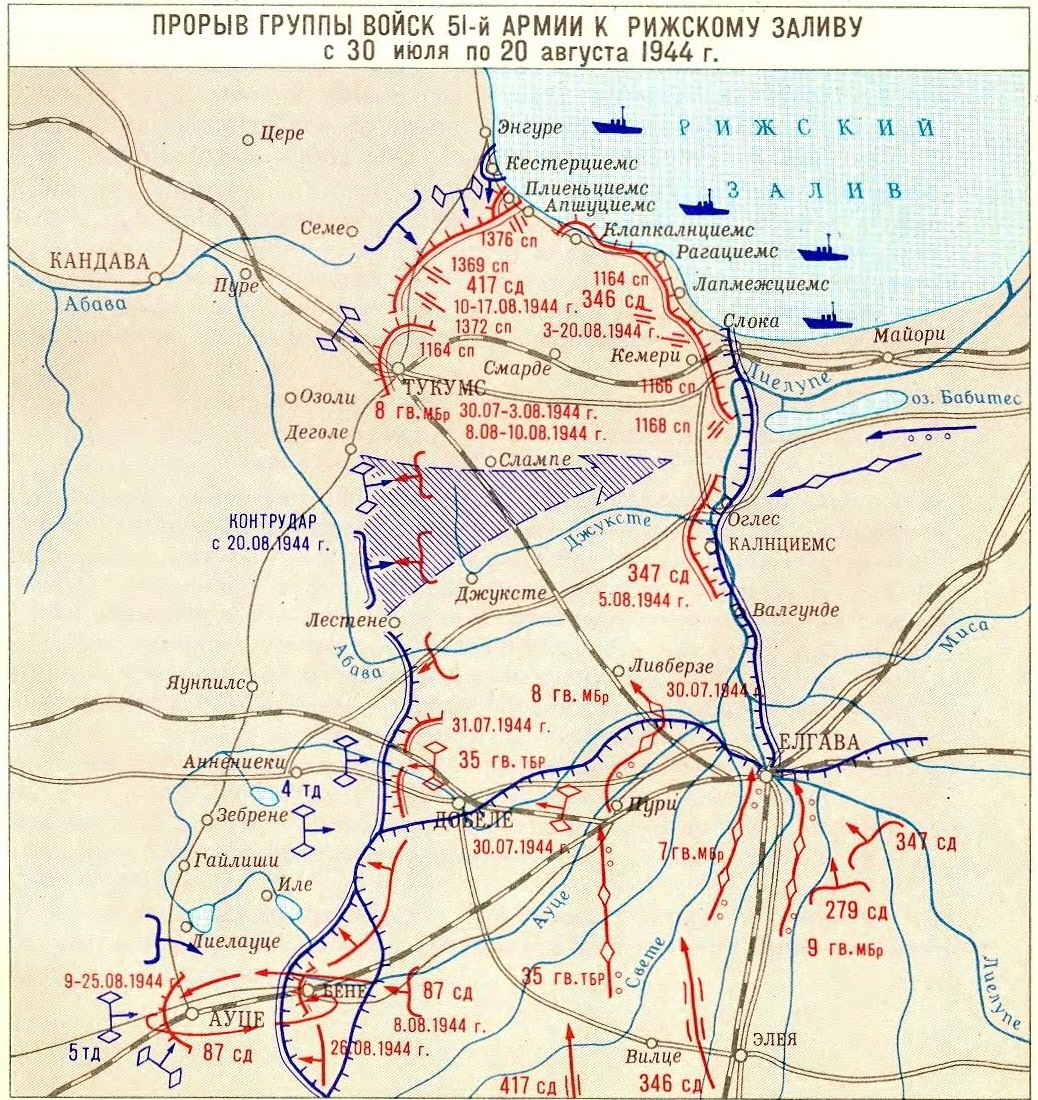 ПРОРЫВ ГРУППЫ ВОЙСК 51-й АРМИИ К РИЖСКОМУ ЗАЛИВУ
с 30 июля по 20 августа 1944 г.
Цере
Энгуре
РИЖСКИЙ
Кестерциемс
Плиеньциемс
ЗАЛИВ
Апшуциемс
Семе
1376 сп
Клапкалнциемс
КАНДАВА
1369 сп
Рагациемс
Пуре
417 сд
1164 сп
Абава
10-17.08.1944 г.
346 сд
Лапмежциемс
1372 сп
3-20.08.1944 г.
Слока
1164 сп
Смарде
Кемери
Майори
ТУКУМС
1166 сп
Лиелупе
Озоли
8 гв.МБр
30.07-3.08.1944 г.
оз. Бабитес
Деголе
8.08-10.08.1944 г.
1168 сп
Слампе
КОНТРУДАР
с 20.08.1944 г.
Джуксте
Оглес
КАЛНЦИЕМС
347 сд
Джуксте
5.08.1944 г.
Валгунде
Лестене
Миса
Абава
Ливберзе
Яунпилс
8 гв. МБр
30.07.1944 г.
31.07.1944 г.
ЕЛГАВА
Аннениеки
35 гв. ТБР
4 тд
Зебрене
ДОБЕЛЕ
Пури
30.07.1944 г.
7 гв.МБр
347 сд
Гайлиши
Иле
Ауце
279 сд
Лиелауце
Свете
9 гв. МБр
9-25.08.1944 г.
БЕНЕ
87 сд
35 гв.ТБР
Лиелупе
АУЦЕ
8.08.1944 г.
5тд
87 сд
26.08.1944 г.
Вилце
ЭЛЕЯ
417 сд
346 сд